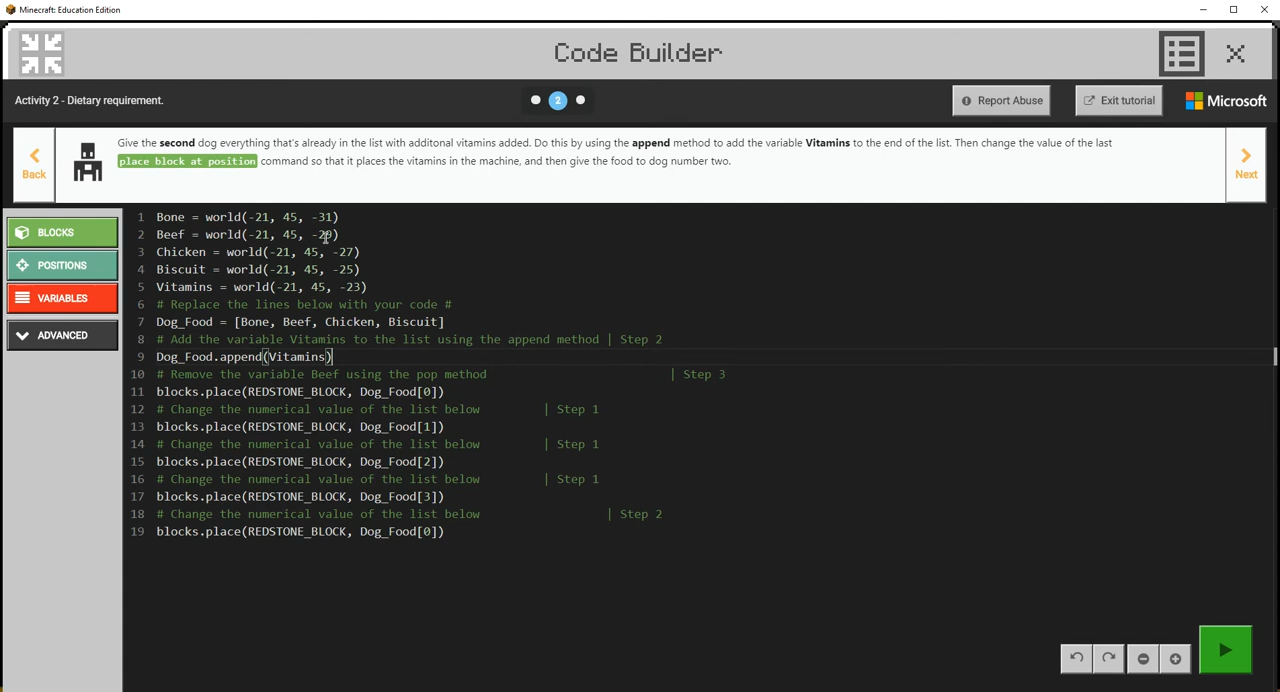 Minecraft: Education Edition
Code Builder
Activity 2 - Dietary requirement.
2
Report Abuse
Exit tutorial
Microsoft
Back
Give the second dog everything that's already in the list with additonal vitamins added. Do this by using the append method to add the variable Vitamins to the end of the list. Then change the value of the last
place block at position command so that it places the vitamins in the machine, and then give the food to dog number two.
Next
BLOCKS
POSITIONS
VARIABLES
ADVANCED
1 Bone = world(-21, 45, -31)
2 Beef = world(-21, 45, -29)
3 Chicken = world(-21, 45, -27)
4 Biscuit = world(-21, 45, -25)
5 Vitamins = world(-21, 45, -23)
6 # Replace the lines below with your code #
7 Dog_Food = [Bone, Beef, Chicken, Biscuit]
8 # Add the variable Vitamins to the list using the append method | Step 2
9 Dog_Food.append(Vitamins)
10 # Remove the variable Beef using the pop method | Step 3
11 blocks.place(REDSTONE_BLOCK, Dog_Food[0])
12 # Change the numerical value of the list below | Step 1
13 blocks.place(REDSTONE_BLOCK, Dog_Food[1])
14 # Change the numerical value of the list below | Step 1
15 blocks.place(REDSTONE_BLOCK, Dog_Food[2])
16 # Change the numerical value of the list below | Step 1
17 blocks.place(REDSTONE_BLOCK, Dog_Food[3])
18 # Change the numerical value of the list below | Step 2
19 blocks.place(REDSTONE_BLOCK, Dog_Food[0])